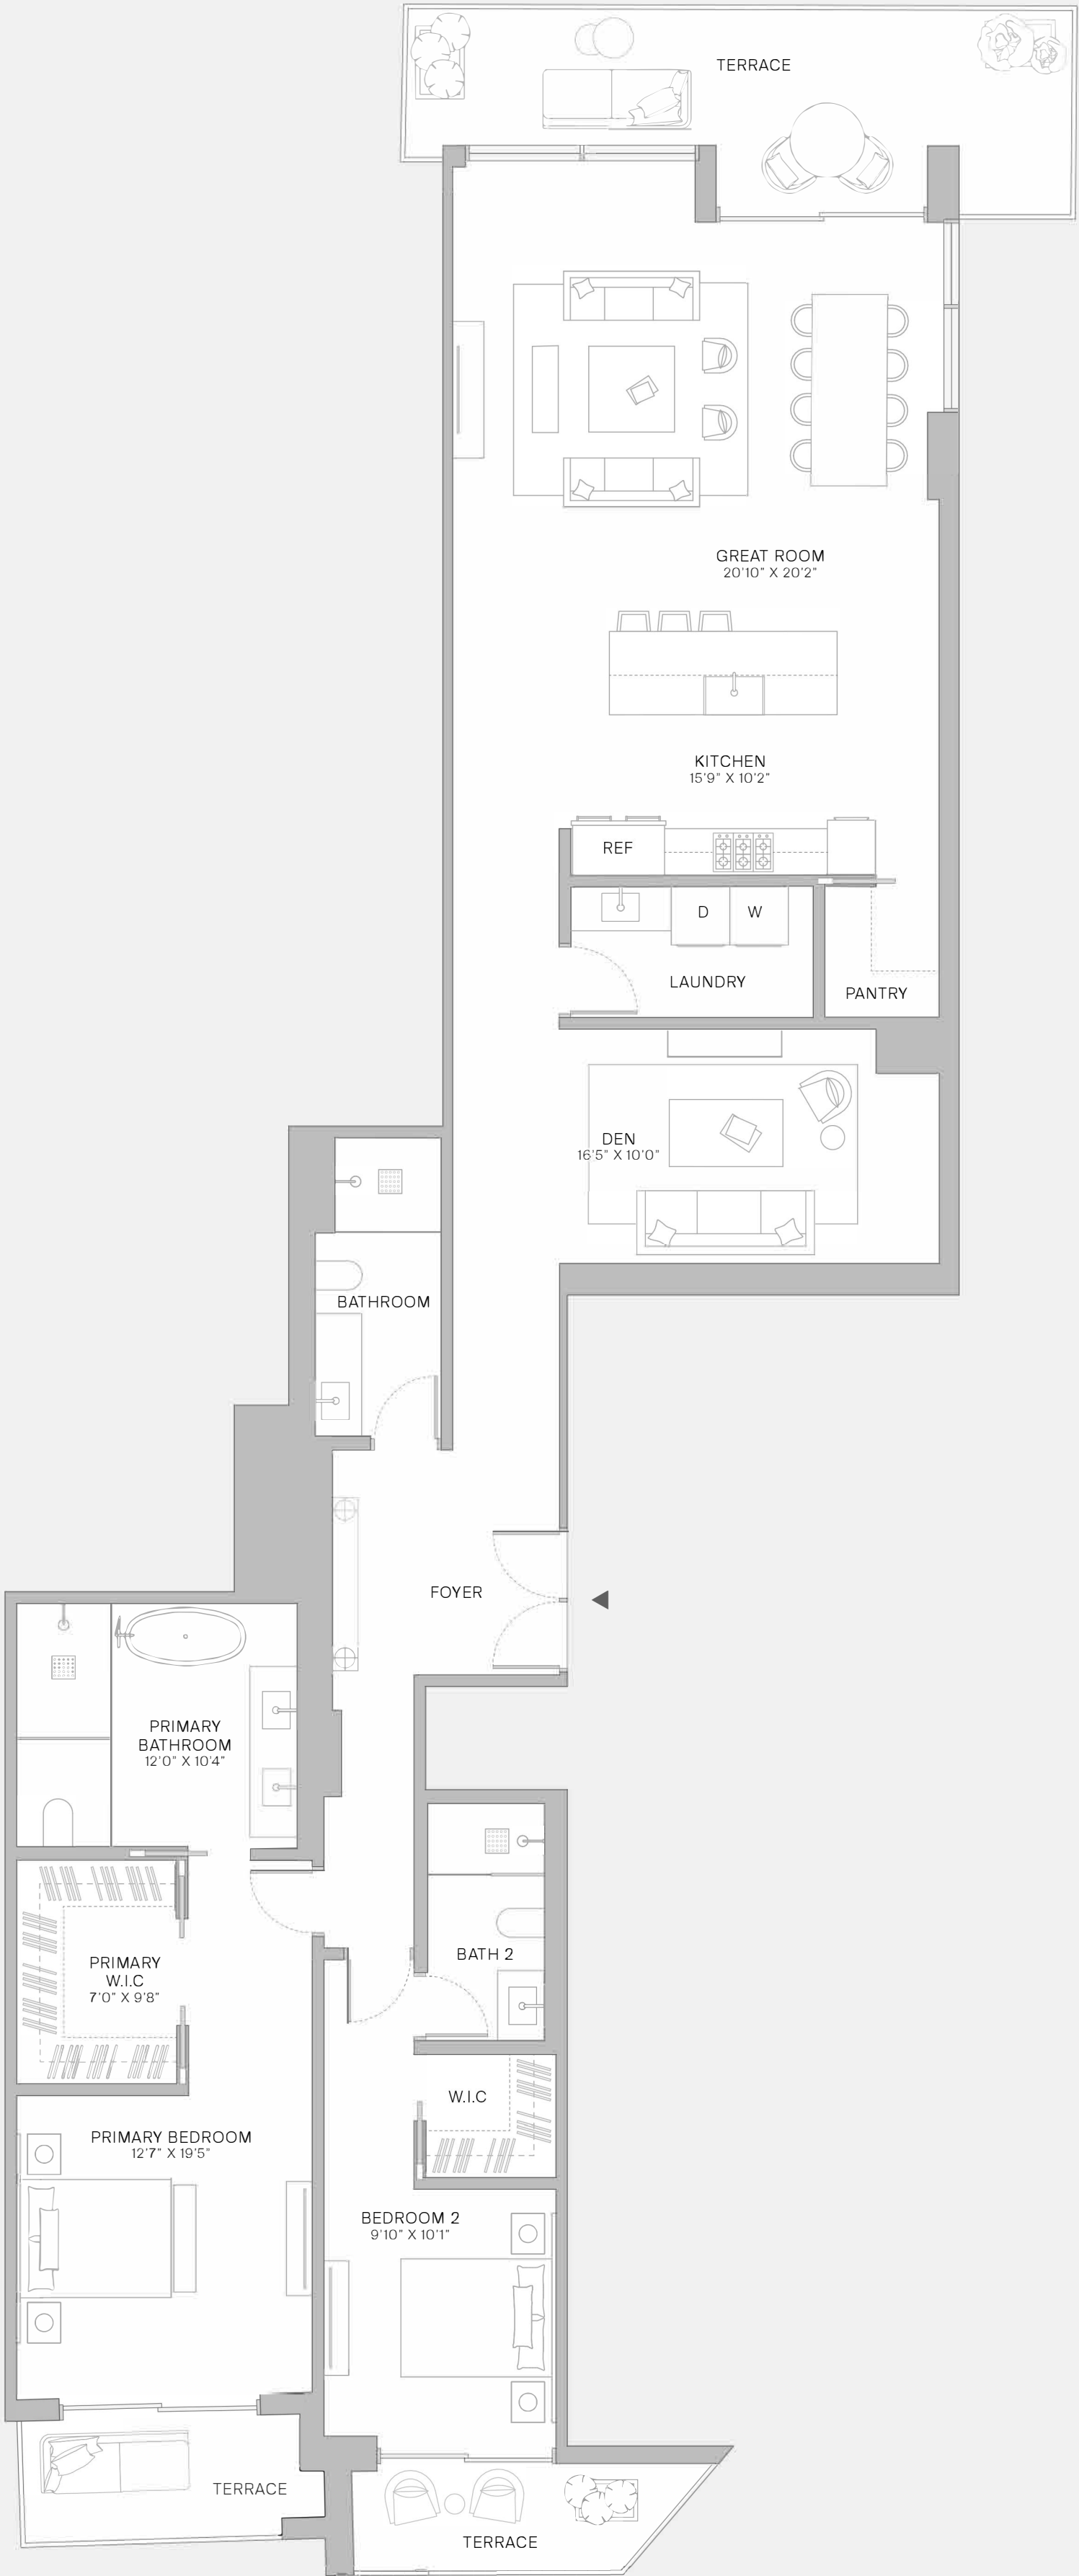 TERRACE
GREAT ROOM
20'10" X 20'2"
KITCHEN
15'9" X 10'2"
REF
D
W
LAUNDRY
PANTRY
DEN
16'5" X 10'0"
BATHROOM
FOYER
PRIMARY
BATHROOM
12'0" X 10'4"
BATH 2
PRIMARY
W.I.C
7'0" X 9'8"
W.I.C
PRIMARY BEDROOM
12'7" X 19'5"
BEDROOM 2
9'10" X 10'1"
TERRACE
TERRACE